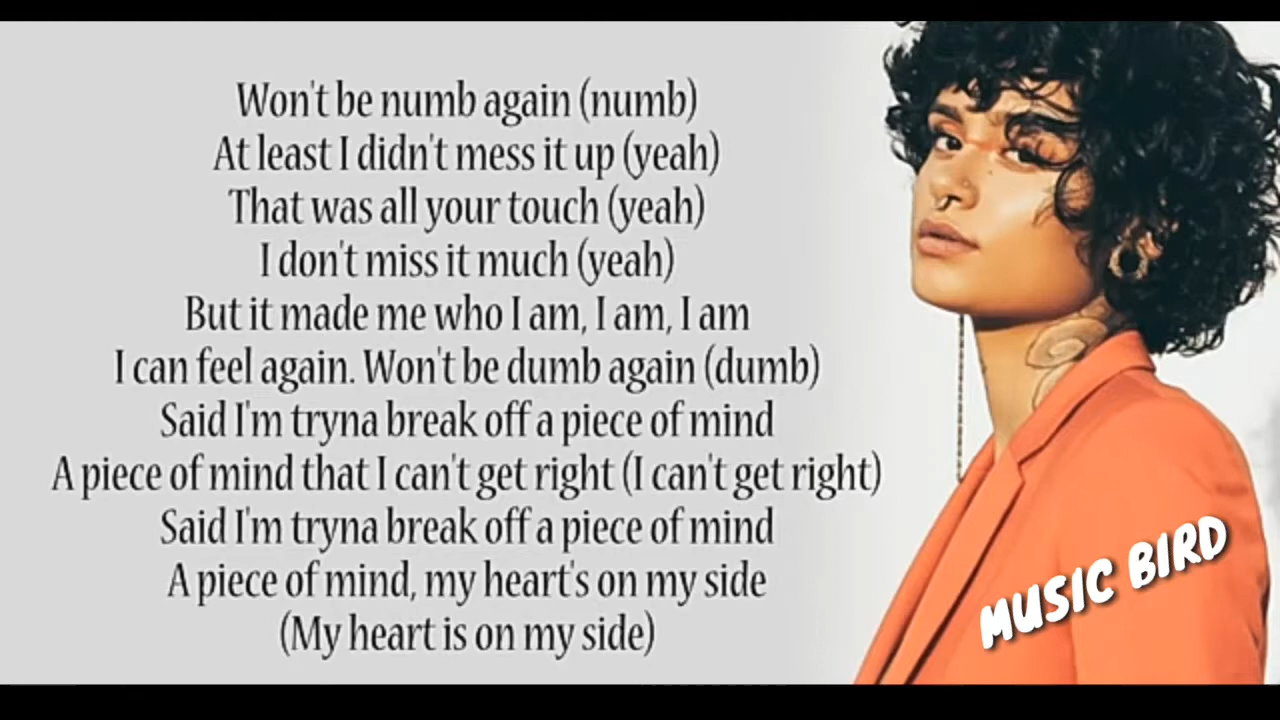 Won't be numb again (numb)
At least I didn't mess it up (yeah)
That was all your touch (yeah)
I don't miss it much (yeah)
But it made me who I am, I am, I am
I can feel again. Won't be dumb again (dumb)
Said I'm tryna break off a piece of mind
A piece of mind that I can't get right (I can't get right)
Said I'm tryna break off a piece of mind
A piece of mind, my heart's on my side
(My heart is on my side)
MUSIC BIRD